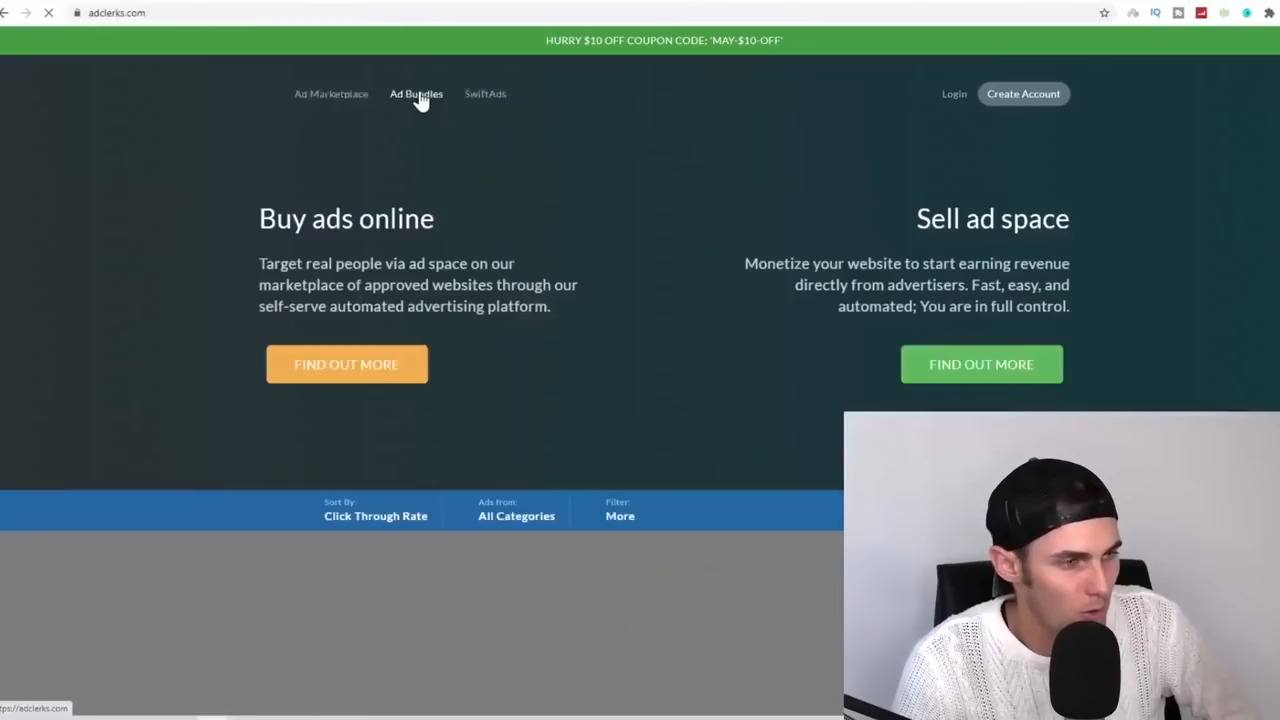 adclerks.com
HURRY $10 OFF COUPON CODE: 'MAY-$10-OFF'
Ad Marketplace
Ad Bundles
SwiftAds
Login
Create Account
Buy ads online
Target real people via ad space on our
marketplace of approved websites through our
self-serve automated advertising platform.
FIND OUT MORE
Sell ad space
Monetize your website to start earning revenue
directly from advertisers. Fast, easy, and
automated; You are in full control.
FIND OUT MORE
Sort By:
Click Through Rate
Ads from:
All Categories
Filter:
More
tps://adclerks.com